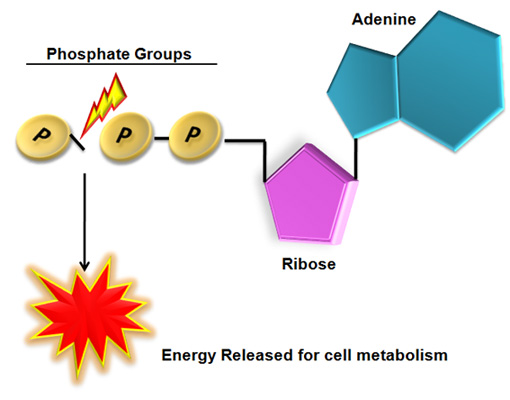 Adenine
Phosphate Groups
P P P
Ribose
Energy Released for cell metabolism